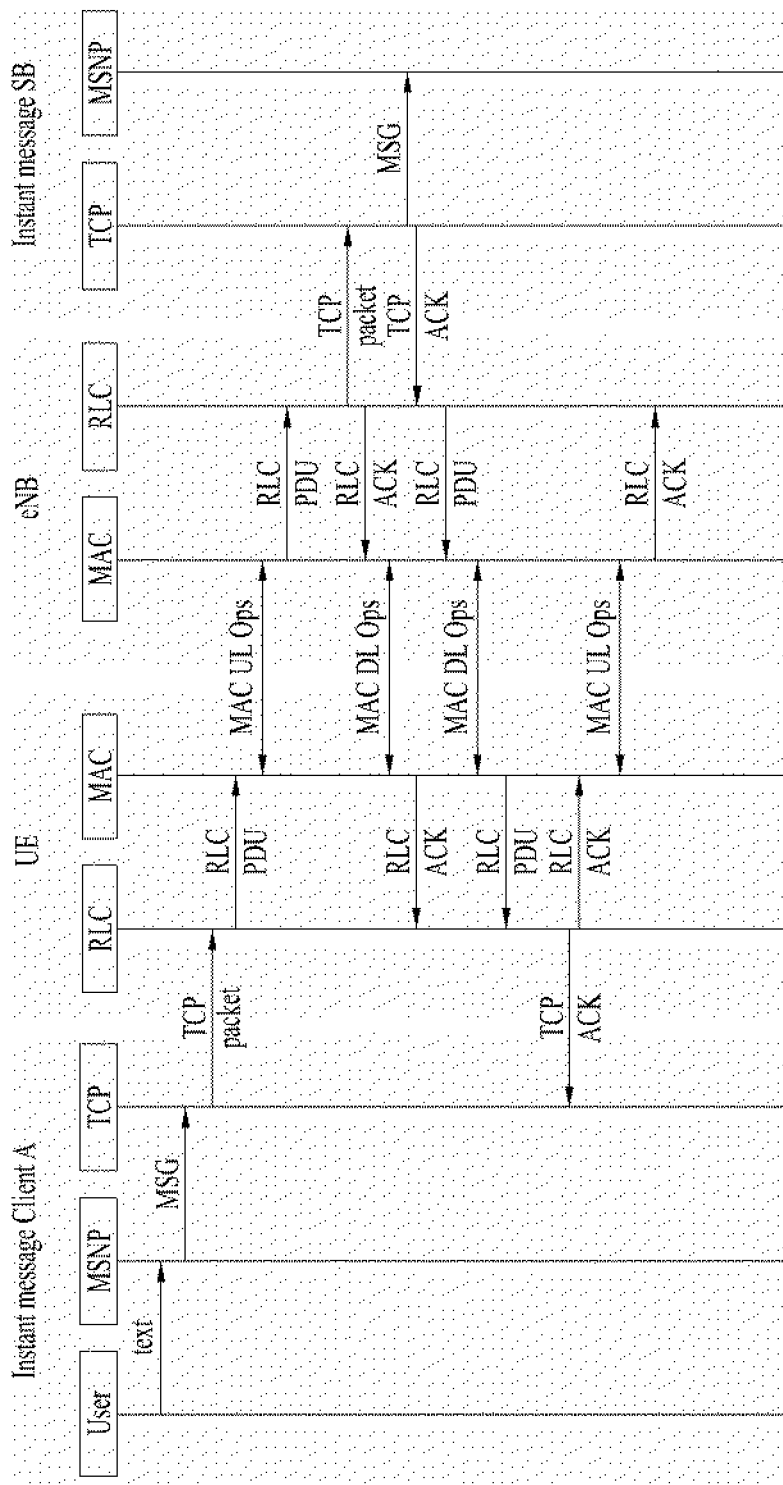 Instant message Client A
UE
eNB
Instant message SB
User
MSNP
TCP
RLC
MAC
MAC
RLC
TCP
MSNP
text
MSG
TCP
packet
RLC
PDU
MAC UL Ops
RLC
PDU
TCP
packet
MSG
TCP
ACK
RLC
ACK
MAC DL Ops
RLC
ACK
RLC
PDU
MAC DL Ops
RLC
PDU
TCP
ACK
RLC
ACK
MAC UL Ops
RLC
ACK